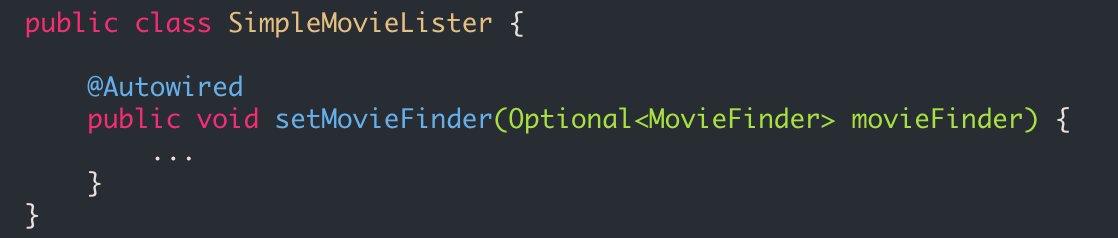 public class SimpleMovieLister {
@Autowired
public void setMovieFinder(Optional<MovieFinder> movieFinder) {
...
}
}